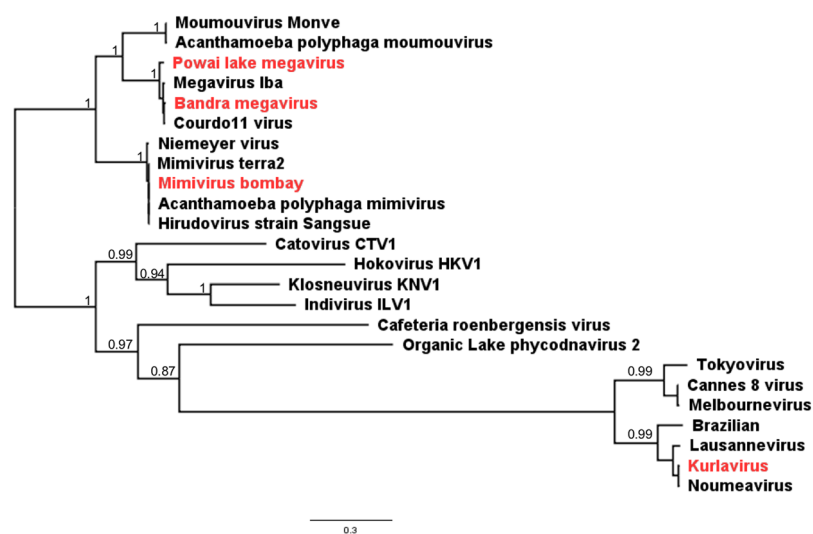 1 Moumouvirus Monve
Acanthamoeba polyphaga moumouvirus
1
Powai lake megavirus
1
Megavirus Iba
1 Bandra megavirus
Courdo11 virus
Niemeyer virus
1
Mimivirus terra2
Mimivirus bombay
Acanthamoeba polyphaga mimivirus
Hirudovirus strain Sangsue
Catovirus CTV1
0.99
Hokovirus HKV1
0.94
Klosneuvirus KNV1
1
1 Indivirus ILV1
Cafeteria roenbergensis virus
0.97 Organic Lake phycodnavirus 2
Tokyovirus
0.87 0.99
Cannes 8 virus
Melbournevirus
Brazilian
0.99
Lausannevirus
Kurlavirus
Noumeavirus
0.3